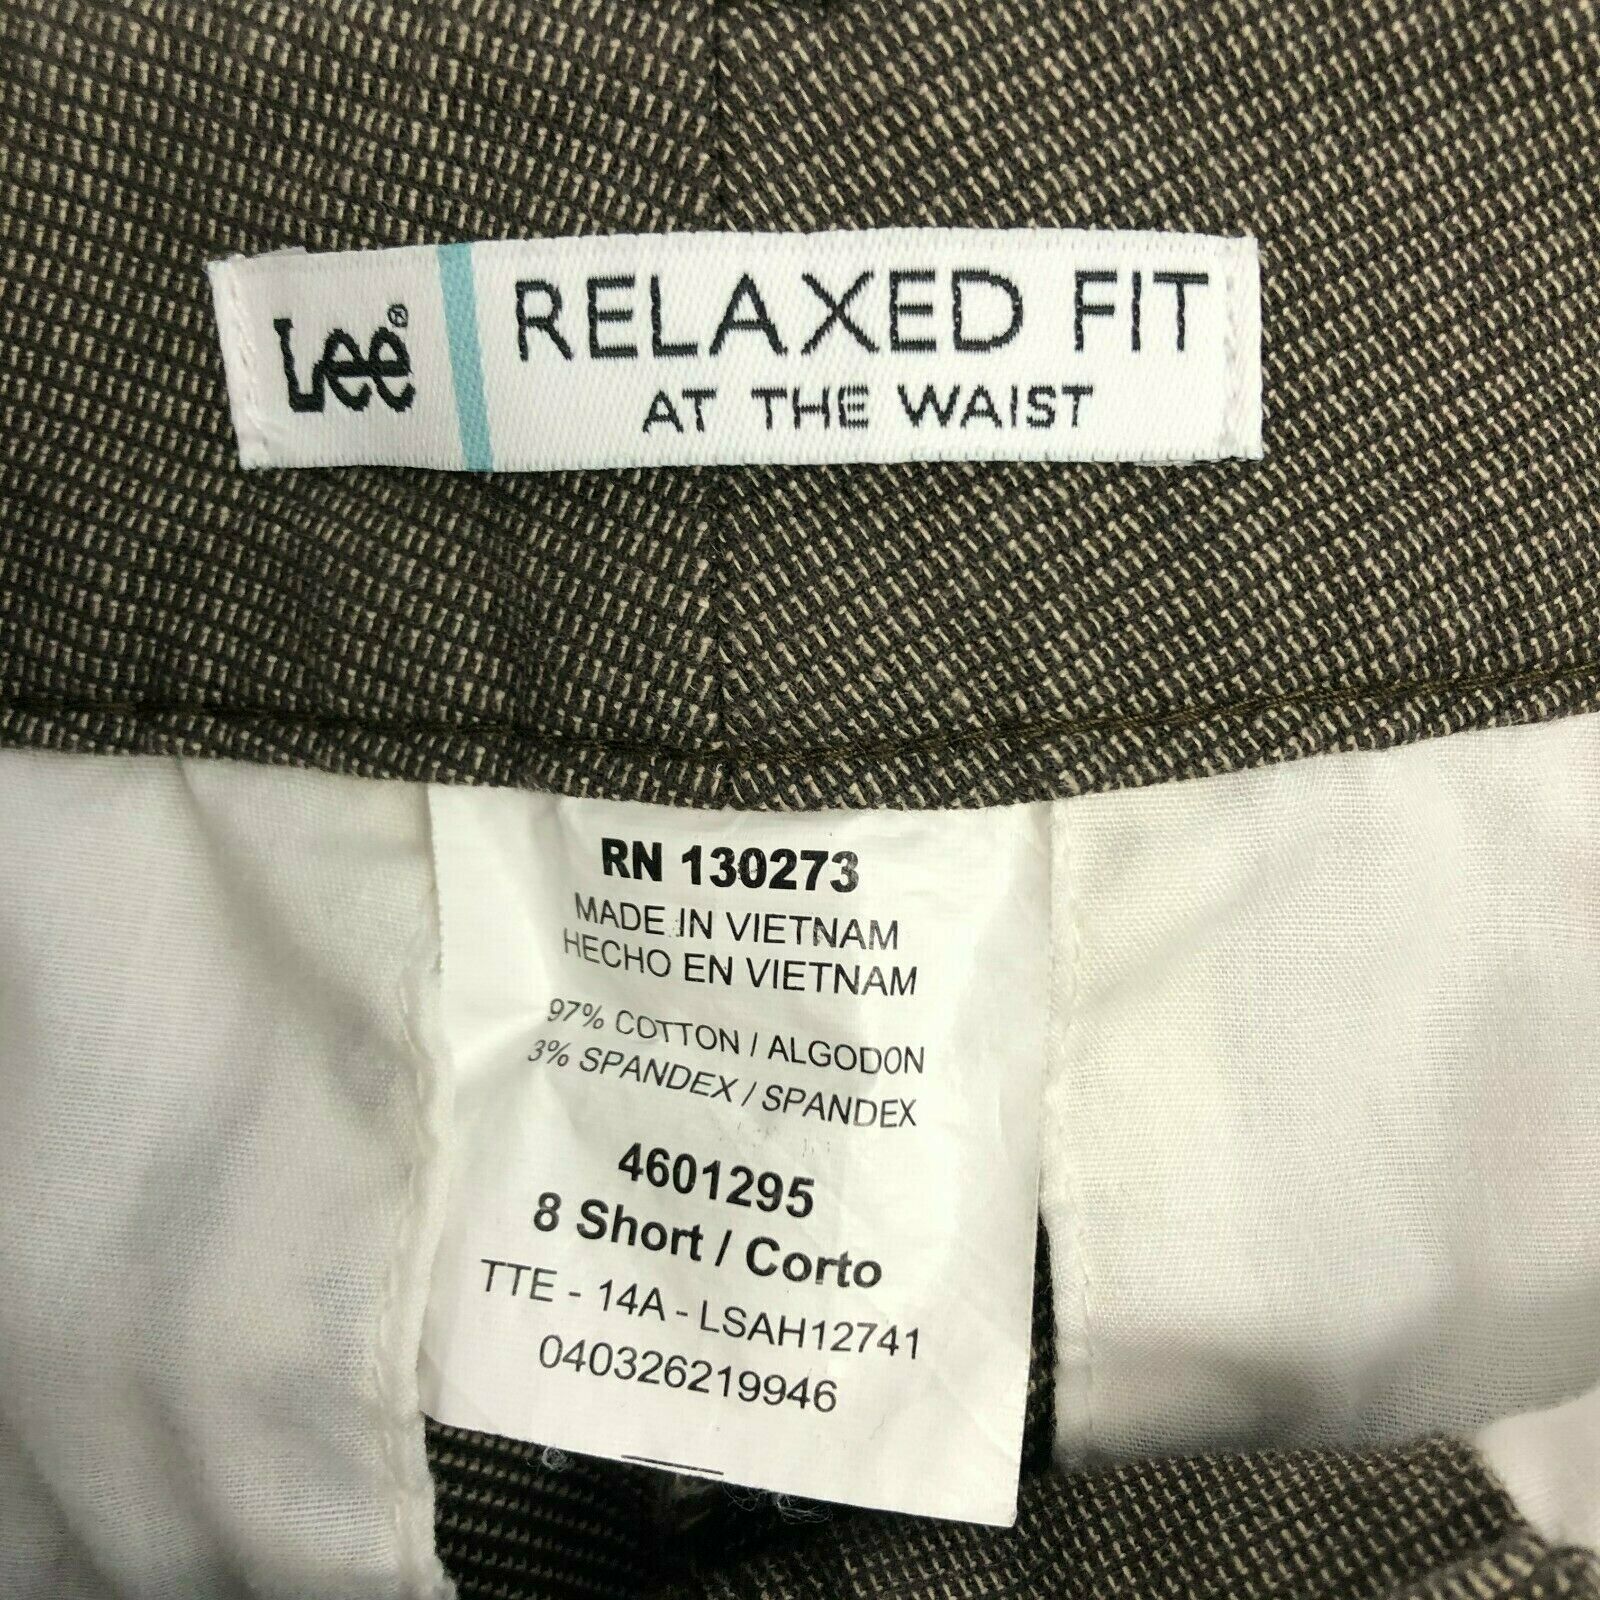 Lee® RELAXED FIT
AT THE WAIST
RN 130273
MADE IN VIETNAM
HECHO EN VIETNAM
97% COTTON / ALGODON
3% SPANDEX / SPANDEX
4601295
8 Short / Corto
TTE - 14A - LSAH12741
040326219946